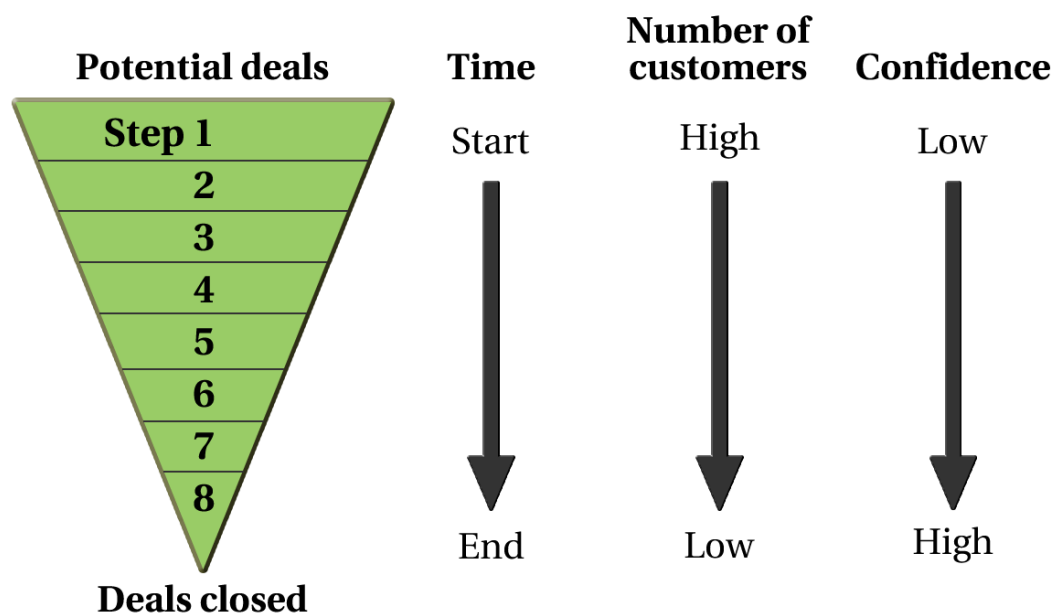 Potential deals
Time
Number of
customers
Confidence
Step 1
2
3
4
5
6
7
8
Start
High
Low
End
Low
High
Deals closed